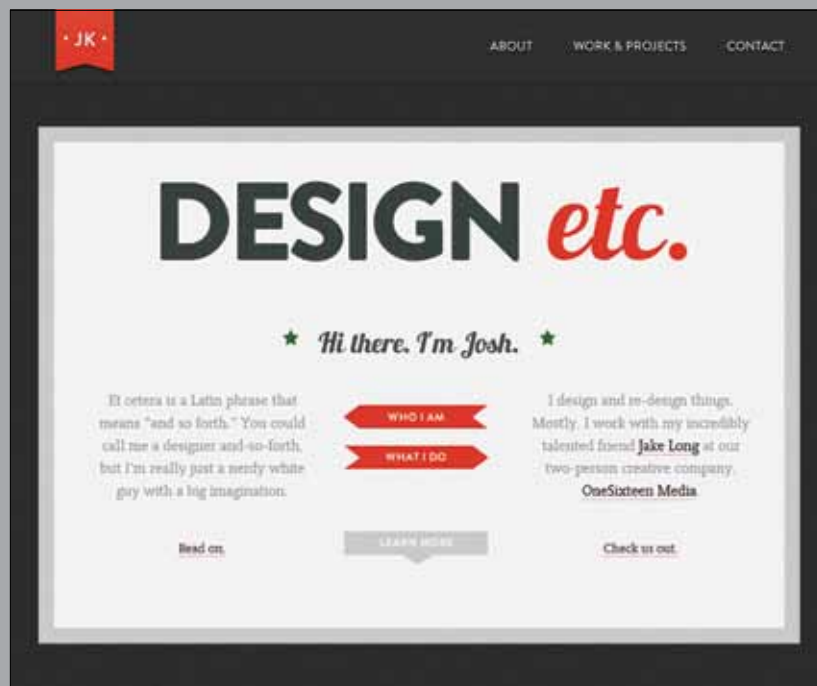 · JK ·
ABOUT WORK & PROJECTS CONTACT
DESIGN etc.
Hi there. I'm Josh.
Et cetera is a Latin phrase that
means "and so forth." You could
call me a designer and-so-forth,
but I'm really just a nerdy white
guy with a big imagination.
Read on.
WHO I AM
WHAT I DO
LEARN MORE
I design and re-design things.
Mostly. I work with my incredibly
talented friend Jake Long at our
two-person creative company,
OneSixteen Media.
Check us out.